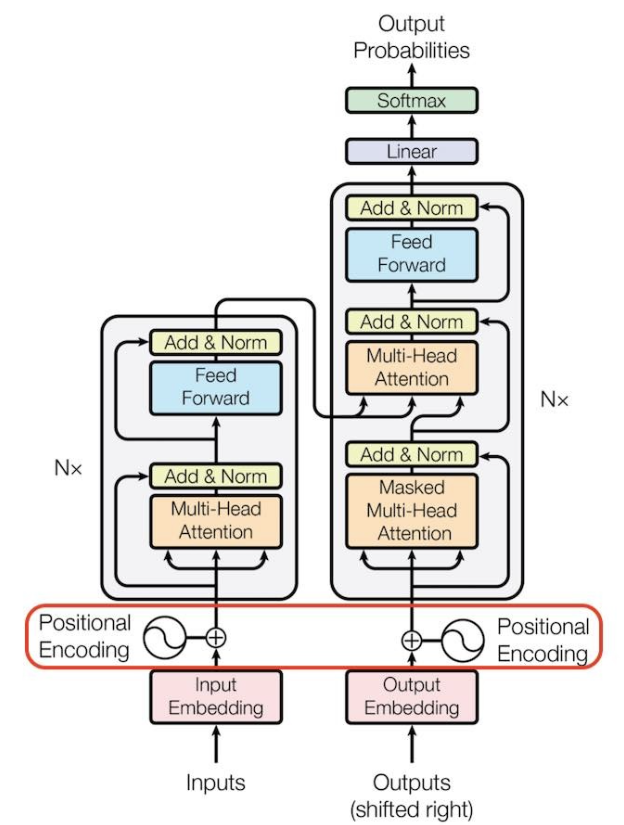 Output
Probabilities
Softmax
Linear
Add & Norm
Feed
Forward
Add & Norm
Multi-Head
Attention
Add & Norm
Masked
Multi-Head
Attention
N×
Add & Norm
Feed
Forward
Add & Norm
Multi-Head
Attention
N×
Positional
Encoding
Positional
Encoding
Input
Embedding
Output
Embedding
Inputs
Outputs
(shifted right)